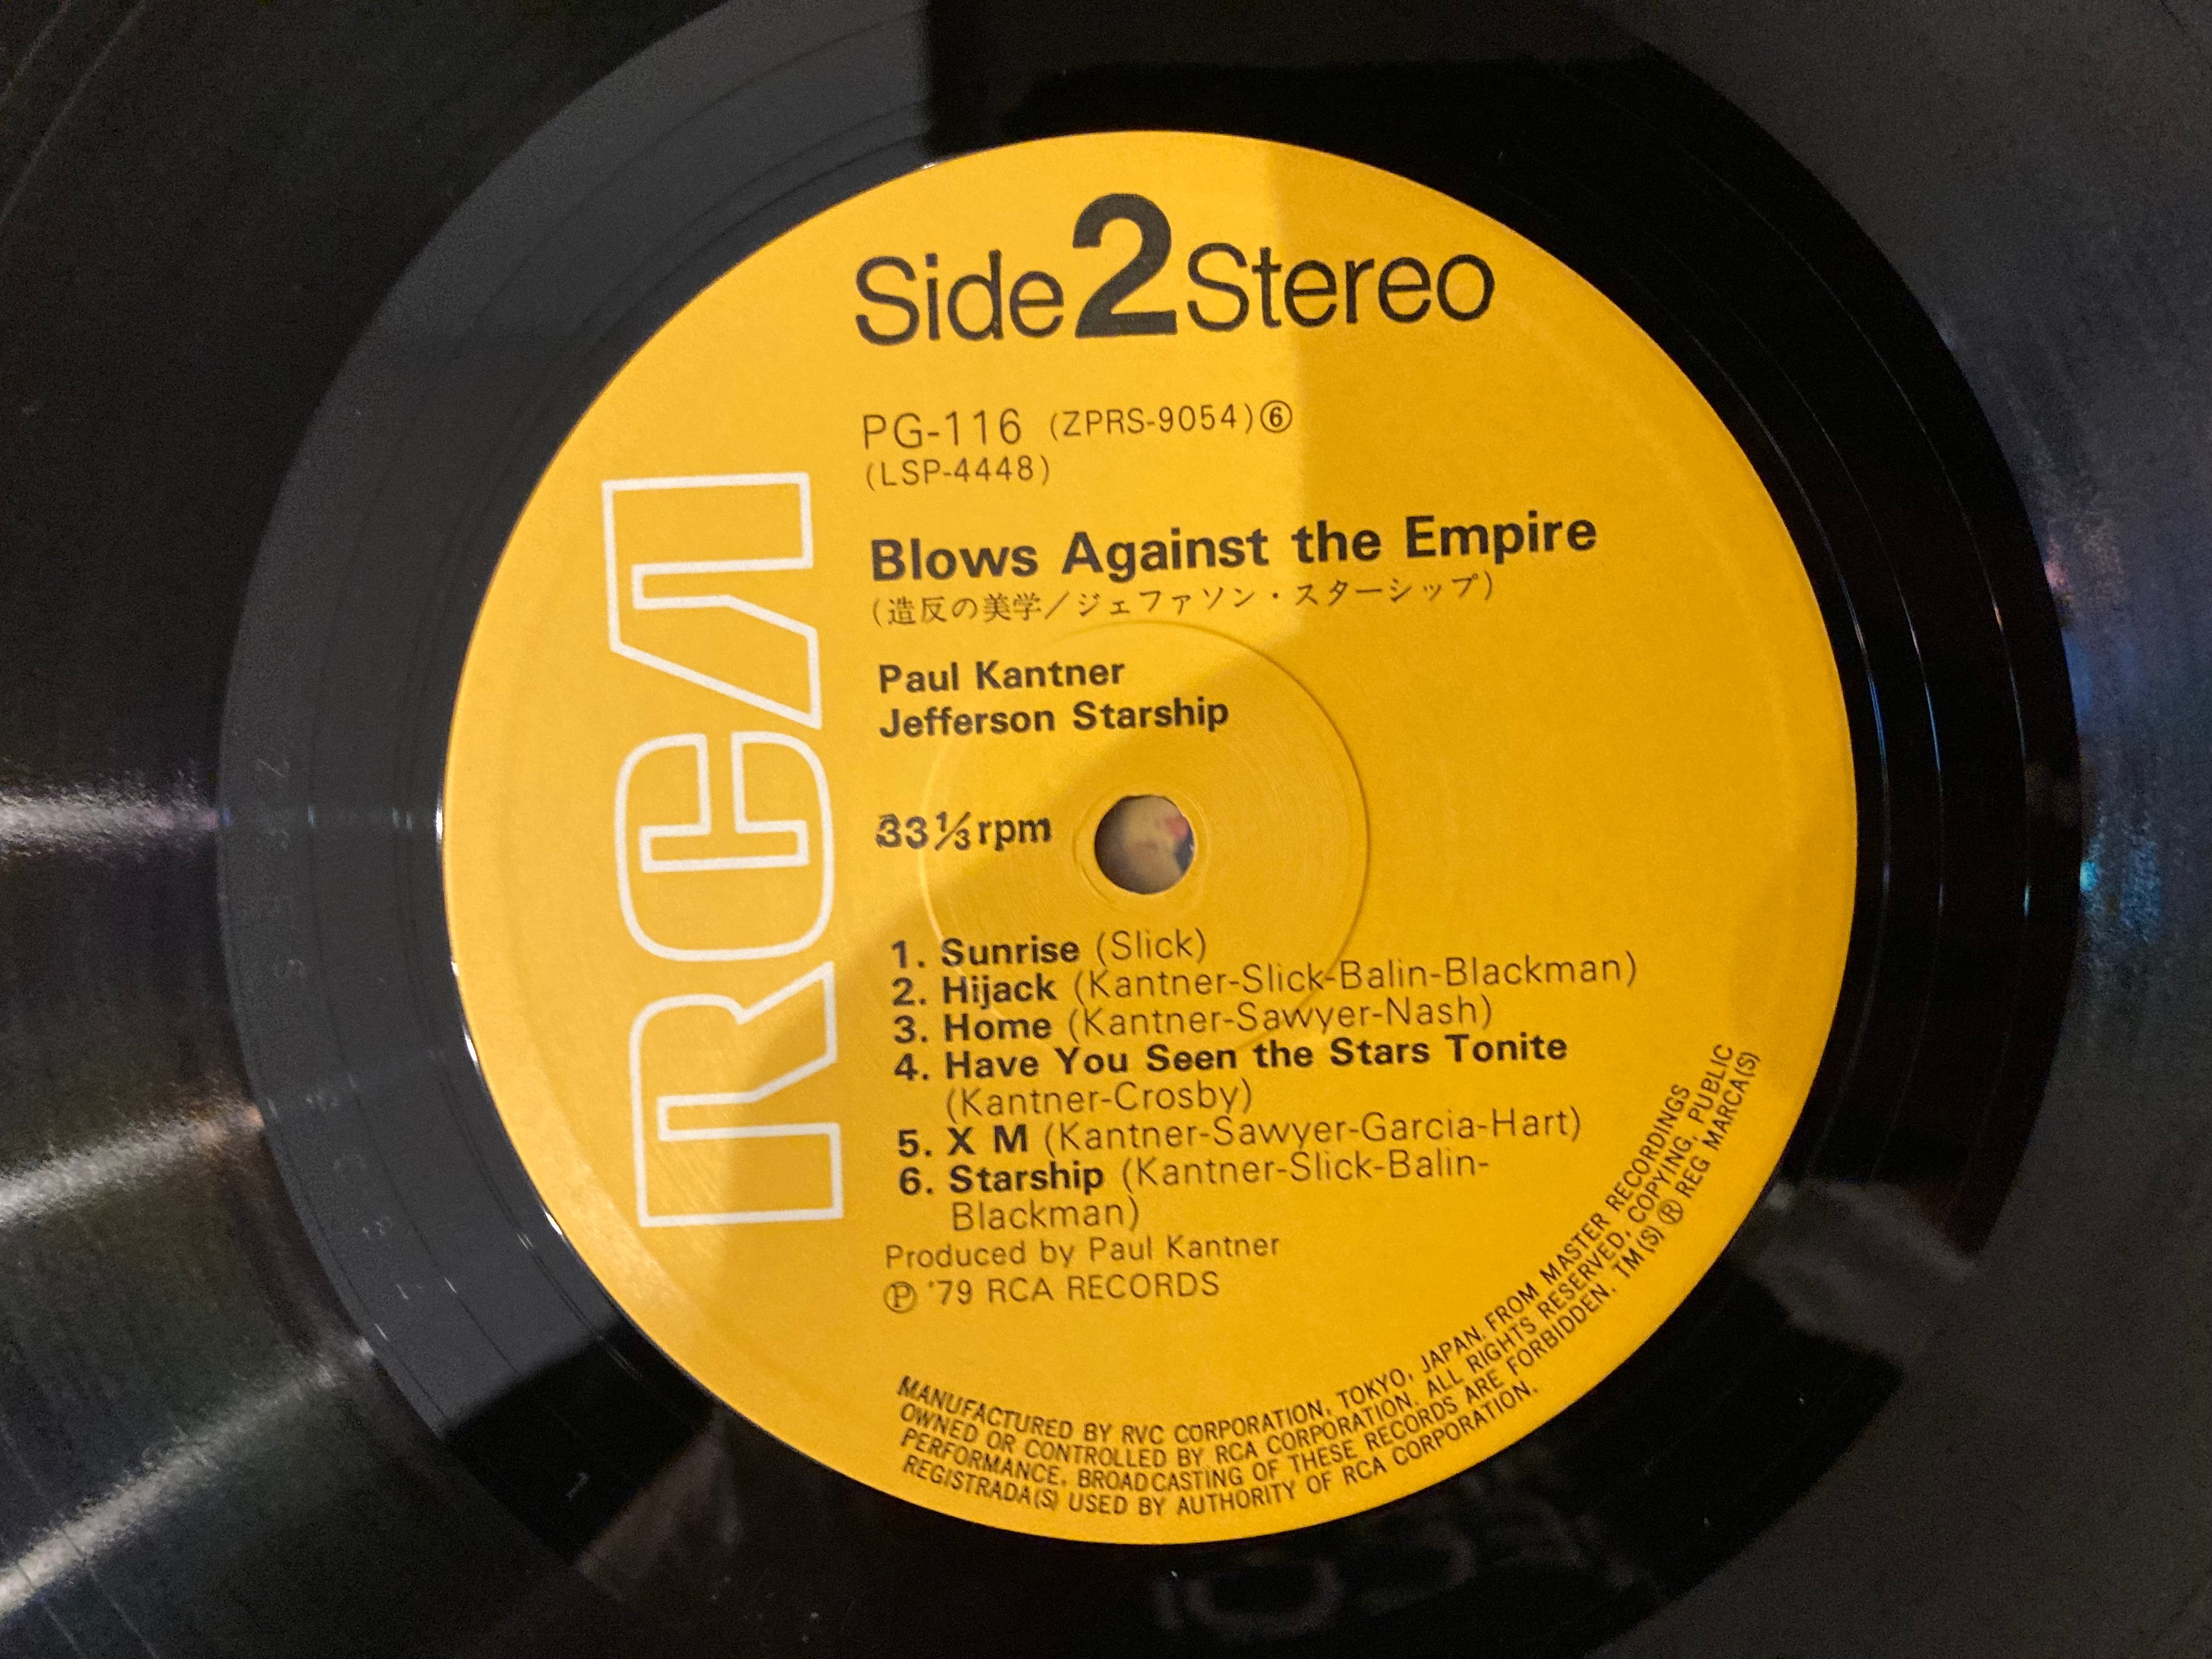 Side 2 Stereo
PG-116 (ZPRS-9054)⑥
(LSP-4448)
Blows Against the Empire
(造反の美学/ジェファソン・スターシップ)
Paul Kantner
Jefferson Starship
33⅓rpm
RCA
1. Sunrise (Slick)
2. Hijack (Kantner-Slick-Balin-Blackman)
3. Home (Kantner-Sawyer-Nash)
4. Have You Seen the Stars Tonite
(Kantner-Crosby)
5. X M (Kantner-Sawyer-Garcia-Hart)
6. Starship (Kantner-Slick-Balin-
Blackman)
Produced by Paul Kantner
Ⓟ '79 RCA RECORDS
MANUFACTURED BY RVC CORPORATION, TOKYO, JAPAN, FROM MASTER RECORDINGS
OWNED OR CONTROLLED BY RCA CORPORATION. ALL RIGHTS RESERVED, COPYING, PUBLIC
PERFORMANCE, BROADCASTING OF THESE RECORDS ARE FORBIDDEN. TM(S) ® REG MARCA(S)
REGISTRADA(S) USED BY AUTHORITY OF RCA CORPORATION.